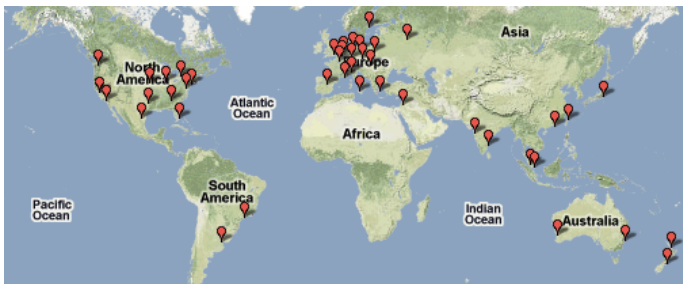 Asia
North
America
Europe
Atlantic
Ocean
Africa
South
America
Pacific
Ocean
Indian
Ocean
Australia